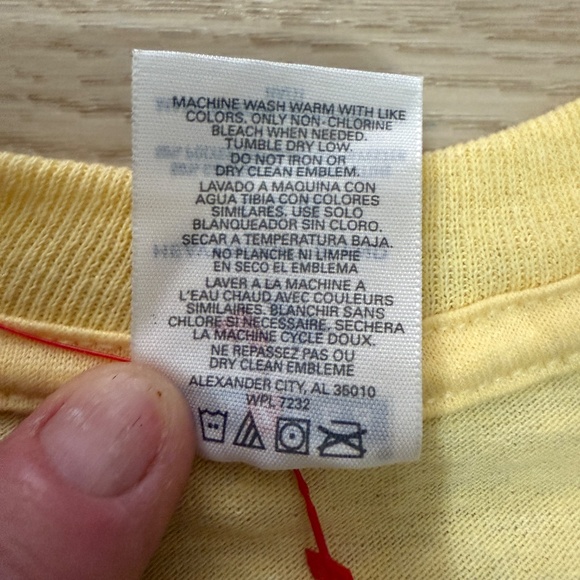 MACHINE WASH WARM WITH LIKE
COLORS. ONLY NON-CHLORINE
BLEACH WHEN NEEDED.
TUMBLE DRY LOW.
DO NOT IRON OR
DRY CLEAN EMBLEM.
LAVADO A MAQUINA CON
AGUA TIBIA CON COLORES
SIMILARES. USE SOLO
BLANQUEADOR SIN CLORO.
SECAR A TEMPERATURA BAJA.
NO PLANCHE NI LIMPIE
EN SECO EL EMBLEMA
LAVER A LA MACHINE A
L'EAU CHAUD AVEC COULEURS
SIMILAIRES. BLANCHIR SANS
CHLORE SI NECESSAIRE. SECHERA
LA MACHINE CYCLE DOUX.
NE REPASSEZ PAS OU
DRY CLEAN EMBLEME
ALEXANDER CITY, AL 35010
WPL 7232